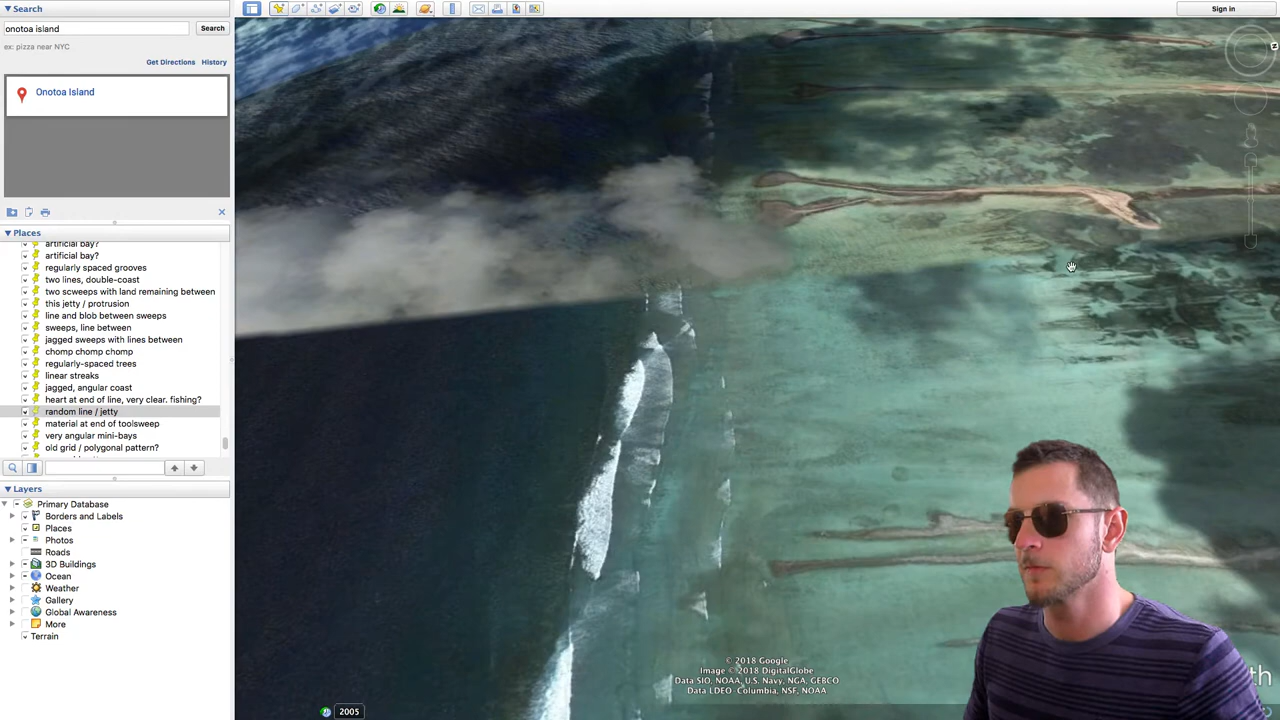 Search
Sign in
onotoa island
Search
ex: pizza near NYC
Get Directions
History
Onotoa Island
Places
artificial bay?
artificial bay?
regularly spaced grooves
two lines, double-coast
two scweeps with land remaining between
this jetty / protrusion
line and blob between sweeps
sweeps, line between
jagged sweeps with lines between
chomp chomp chomp
regularly-spaced trees
linear streaks
jagged, angular coast
heart at end of line, very clear. fishing?
random line / jetty
material at end of toolsweep
very angular mini-bays
old grid / polygonal pattern?
Layers
Primary Database
Borders and Labels
Places
Photos
Roads
3D Buildings
Ocean
Weather
Gallery
Global Awareness
More
Terrain
© 2018 Google
Image © 2018 DigitalGlobe
Data SIO, NOAA, U.S. Navy, NGA, GEBCO
Data LDEO-Columbia, NSF, NOAA
2005